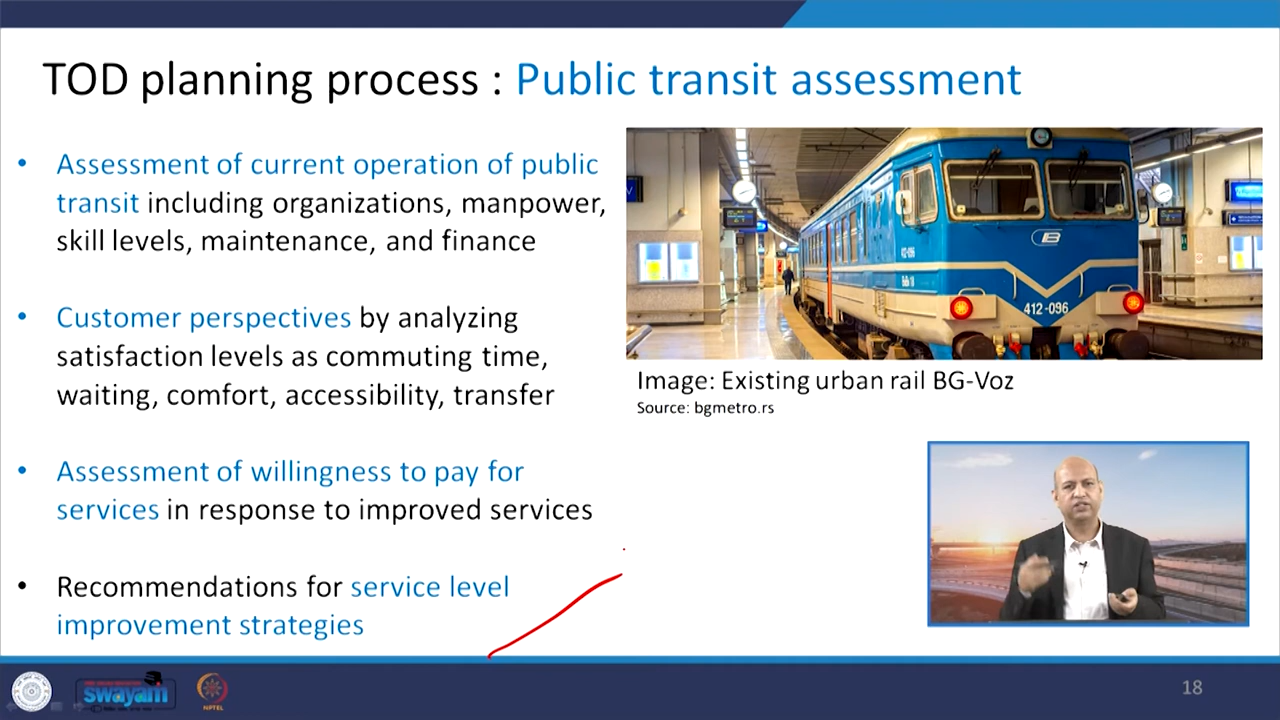 TOD planning process : Public transit assessment
• Assessment of current operation of public
transit including organizations, manpower,
skill levels, maintenance, and finance
• Customer perspectives by analyzing
satisfaction levels as commuting time,
waiting, comfort, accessibility, transfer
• Assessment of willingness to pay for
services in response to improved services
• Recommendations for service level
improvement strategies
412-096
Image: Existing urban rail BG-Voz
Source: bgmetro.rs
swayam
NPTEL
18